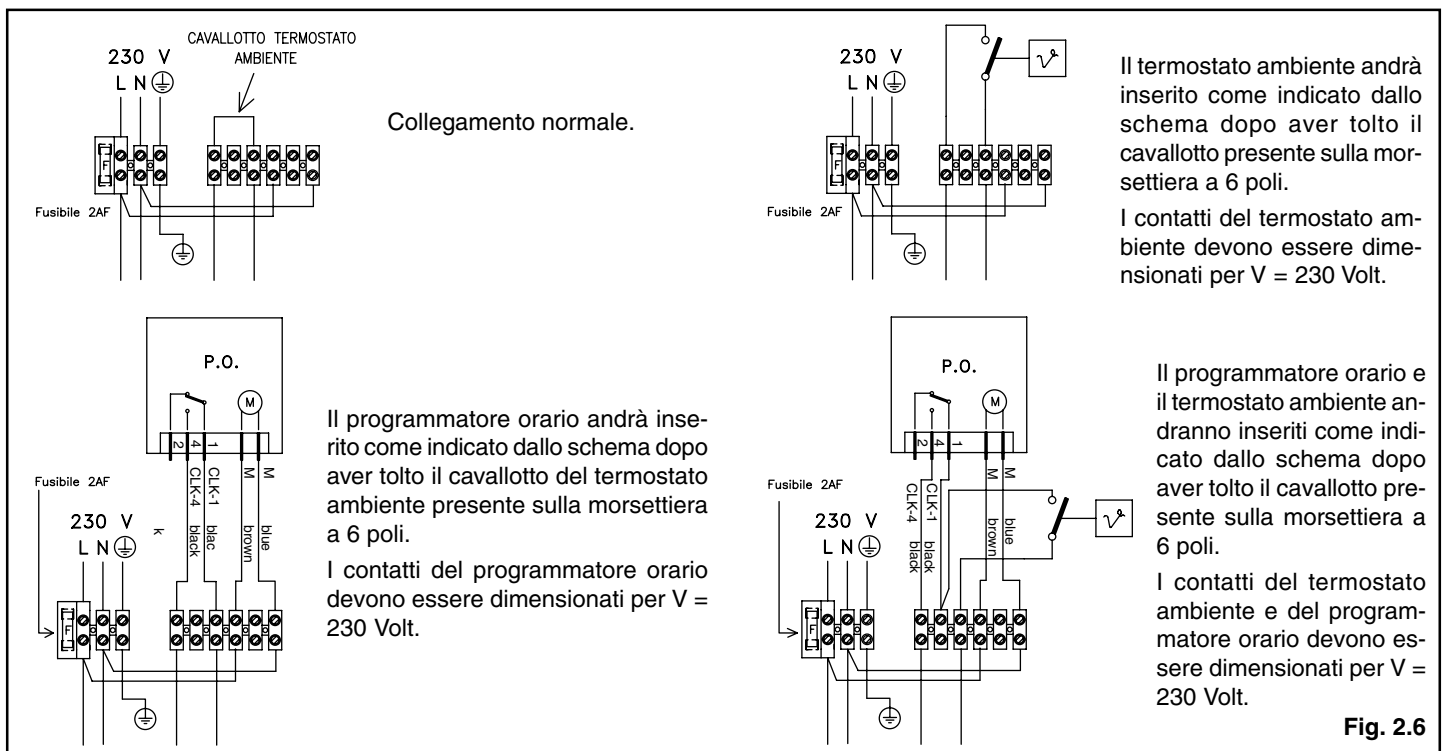 CAVALLOTTO TERMOSTATO
AMBIENTE
230 V
L N
F
Fusibile 2AF
Collegamento normale.
230 V
L N
F
Fusibile 2AF
Il termostato ambiente andrà
inserito come indicato dallo
schema dopo aver tolto il
cavallotto presente sulla mor-
settiera a 6 poli.
I contatti del termostato am-
biente devono essere dime-
nsionati per V = 230 Volt.
P.O.
M
2 4 1
M M
CLK-4 CLK-1
k
black blac brown blue
Fusibile 2AF
230 V
L N
F
Il programmatore orario andrà inse-
rito come indicato dallo schema dopo
aver tolto il cavallotto del termostato
ambiente presente sulla morsettiera
a 6 poli.
I contatti del programmatore orario
devono essere dimensionati per V =
230 Volt.
P.O.
M
2 4 1
M M
CLK-4 CLK-1
black black brown blue
Fusibile 2AF
230 V
L N
F
Il programmatore orario e
il termostato ambiente an-
dranno inseriti come indi-
cato dallo schema dopo
aver tolto il cavallotto pre-
sente sulla morsettiera a
6 poli.
I contatti del termostato
ambiente e del program-
matore orario devono es-
sere dimensionati per V =
230 Volt.
Fig. 2.6